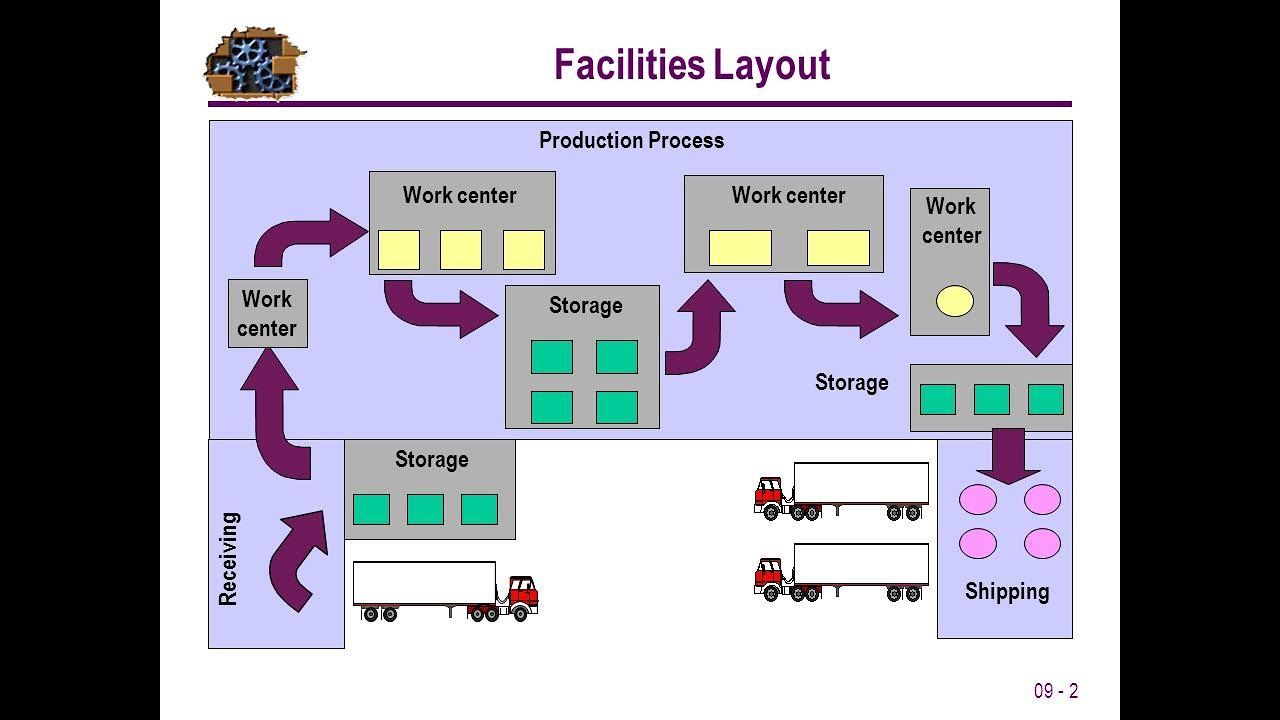 Facilities Layout
Production Process
Work center
Work center
Work
center
Work
center
Storage
Storage
Storage
Receiving
Shipping
09 - 2